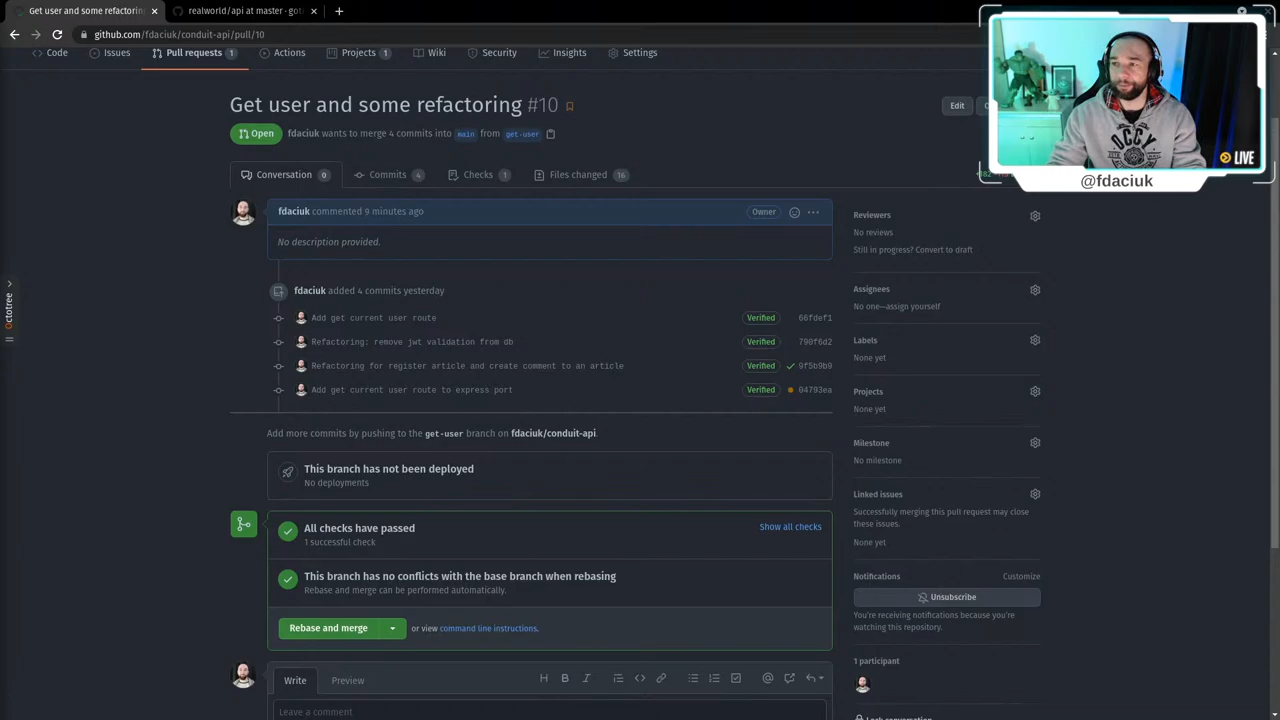 Get user and some refactoring
realworld/api at master · got
github.com/fdaciuk/conduit-api/pull/10
Code
Issues
Pull requests 1
Actions
Projects 1
Wiki
Security
Insights
Settings
Get user and some refactoring #10
Edit
Open
fdaciuk wants to merge 4 commits into main from get-user
Conversation 0
Commits 4
Checks 1
Files changed 16
OCCY
LIVE
@fdaciuk
Octotree
fdaciuk commented 9 minutes ago
Owner
No description provided.
fdaciuk added 4 commits yesterday
Add get current user route
Verified
66fdef1
Refactoring: remove jwt validation from db
Verified
790f6d2
Refactoring for register article and create comment to an article
Verified
9f5b9b9
Add get current user route to express port
Verified
04793ea
Add more commits by pushing to the get-user branch on fdaciuk/conduit-api.
This branch has not been deployed
No deployments
All checks have passed
1 successful check
Show all checks
This branch has no conflicts with the base branch when rebasing
Rebase and merge can be performed automatically.
Rebase and merge
or view command line instructions.
Write
Preview
Leave a comment
Reviewers
No reviews
Still in progress? Convert to draft
Assignees
No one—assign yourself
Labels
None yet
Projects
None yet
Milestone
No milestone
Linked issues
Successfully merging this pull request may close
these issues.
None yet
Notifications
Customize
Unsubscribe
You're receiving notifications because you're
watching this repository.
1 participant
Lock conversation